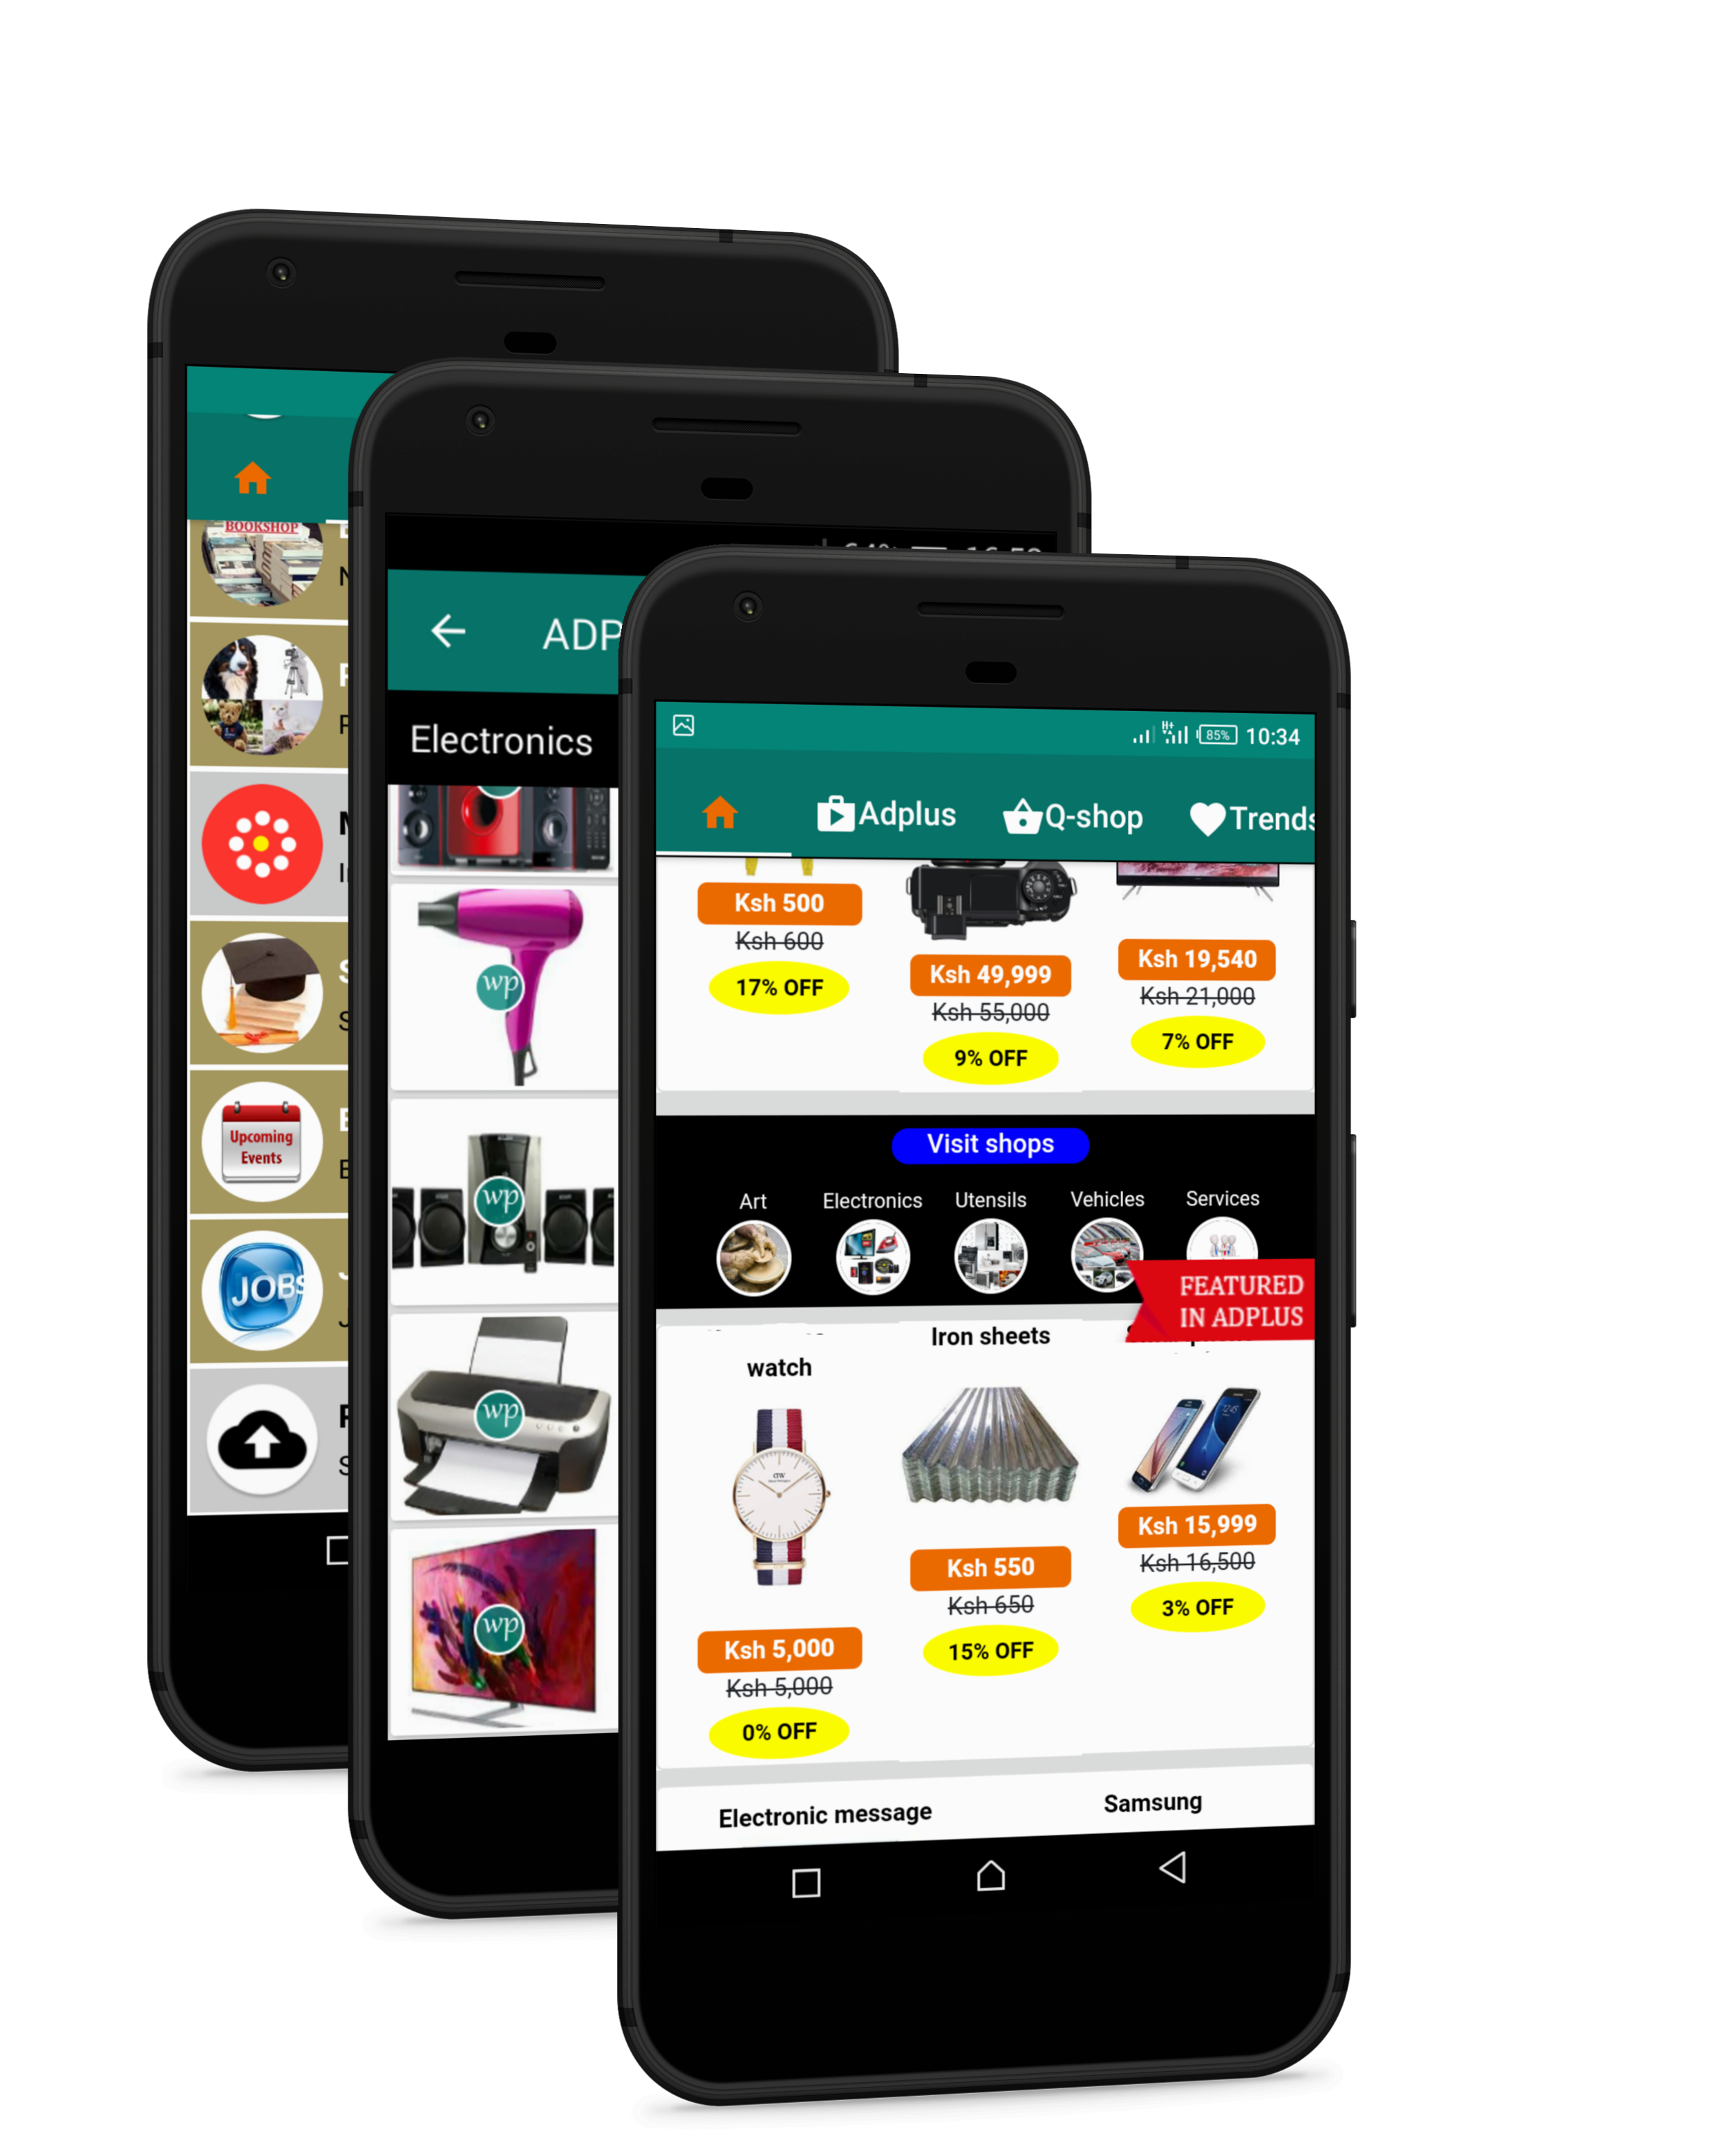 BOOKSHOP
Upcoming
Events
JOBS
ADP
Electronics
wp
wp
wp
wp
85% 10:34
Adplus Q-shop Trends
Ksh 500
Ksh 600
17% OFF
Ksh 49,999
Ksh 55,000
9% OFF
Ksh 19,540
Ksh 21,000
7% OFF
Visit shops
Art Electronics Utensils Vehicles Services
FEATURED
IN ADPLUS
watch
Ksh 5,000
Ksh 5,000
0% OFF
Iron sheets
Ksh 550
Ksh 650
15% OFF
Ksh 15,999
Ksh 16,500
3% OFF
Electronic message
Samsung